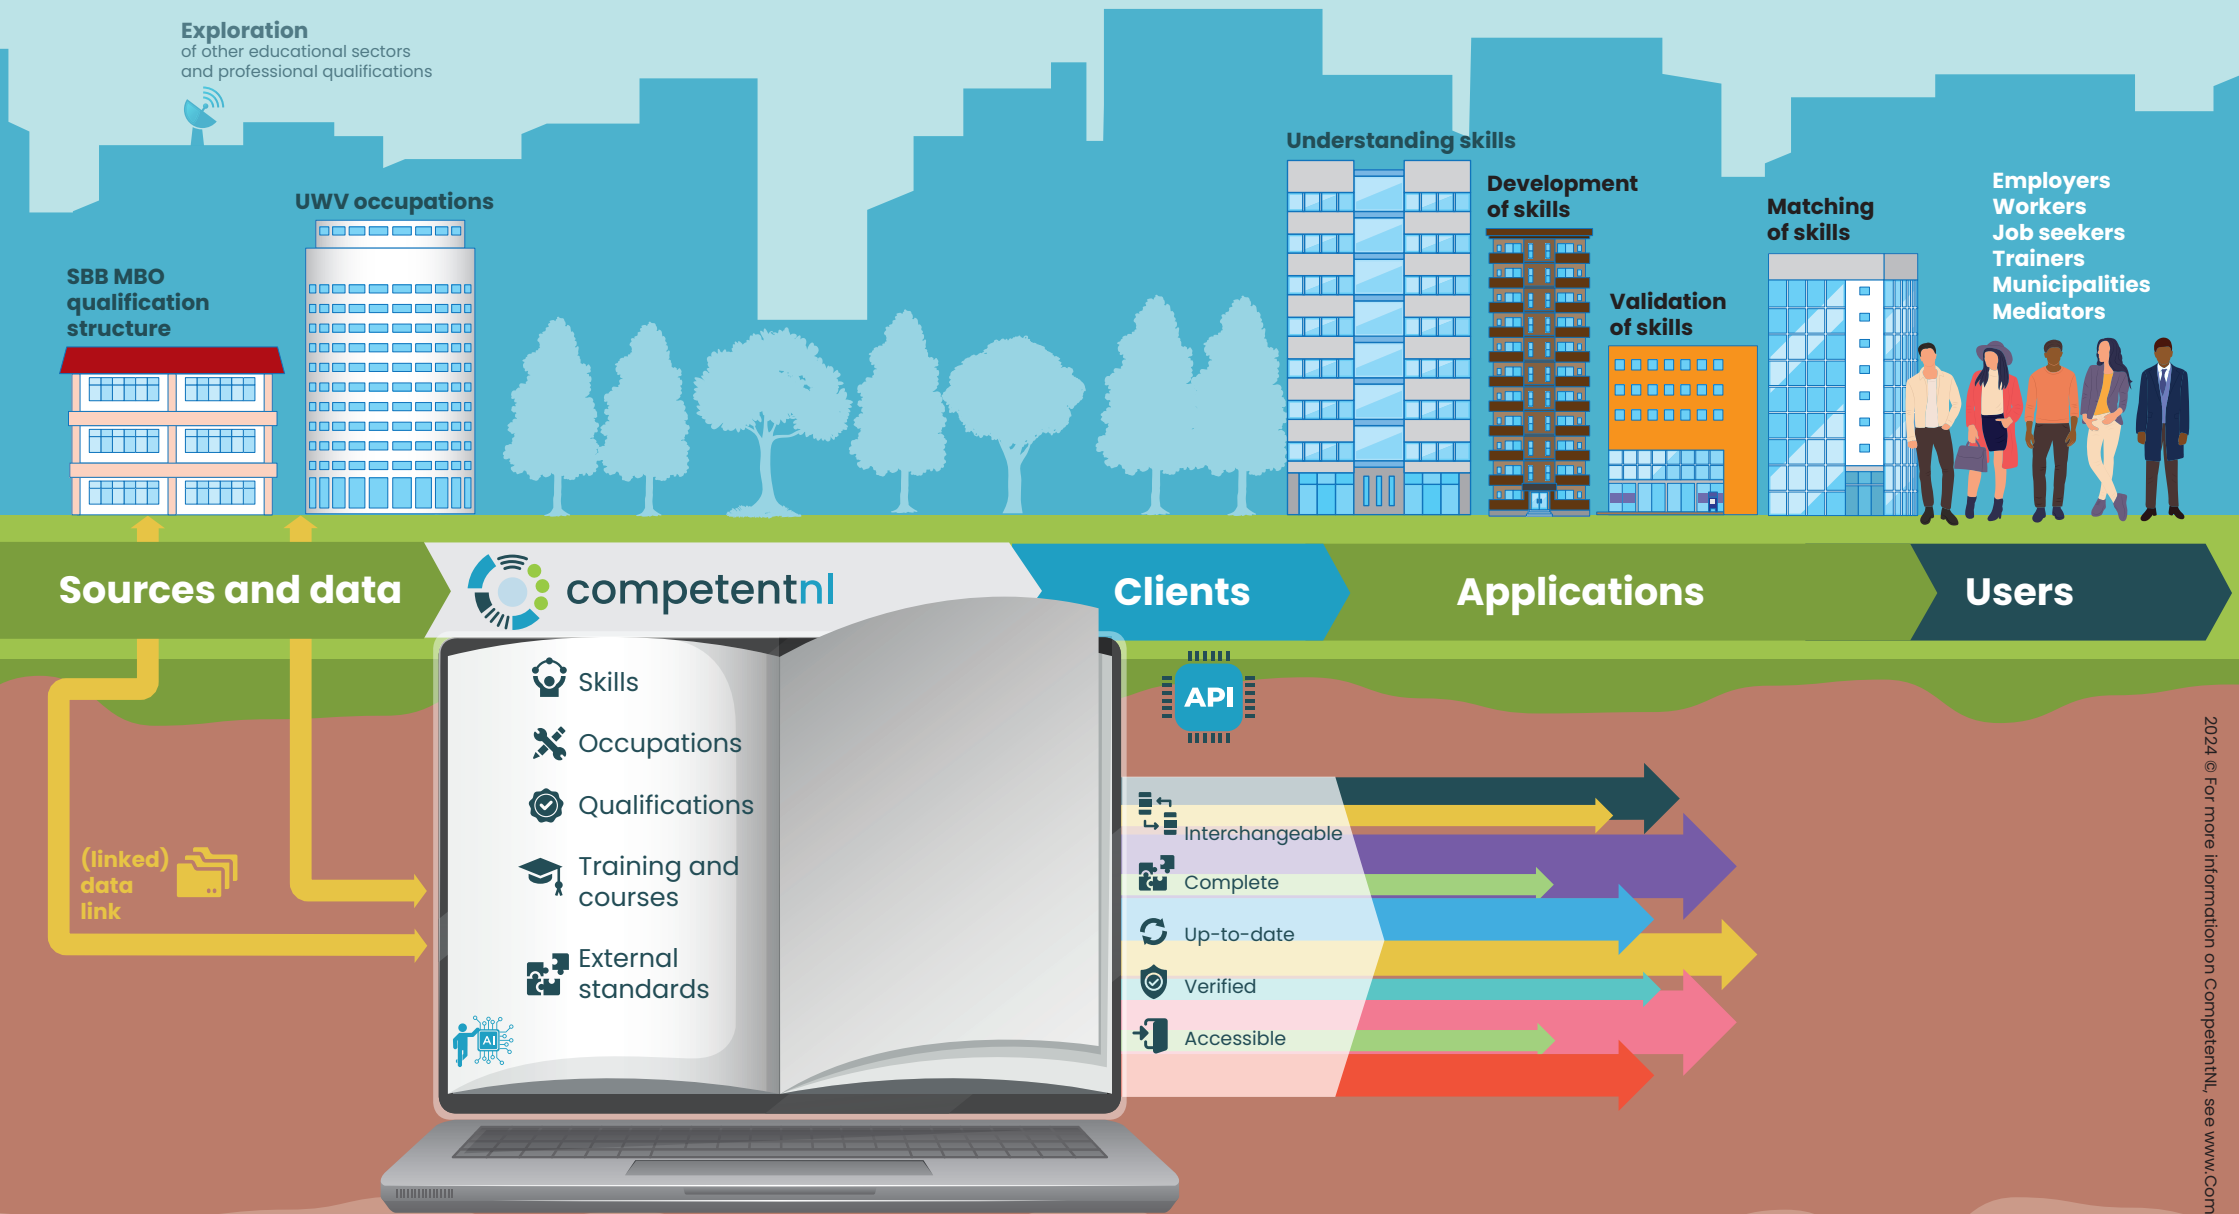 Exploration
of other educational sectors
and professional qualifications
UWV occupations
SBB MBO
qualification
structure
Understanding skills
Development
of skills
Validation
of skills
Matching
of skills
Employers
Workers
Job seekers
Trainers
Municipalities
Mediators
Sources and data
competentnl
Clients
Applications
Users
(linked)
data
link
Skills
Occupations
Qualifications
Training and
courses
External
standards
AI
API
Interchangeable
Complete
Up-to-date
Verified
Accessible
2024 © For more information on CompetentNL, see www.Com